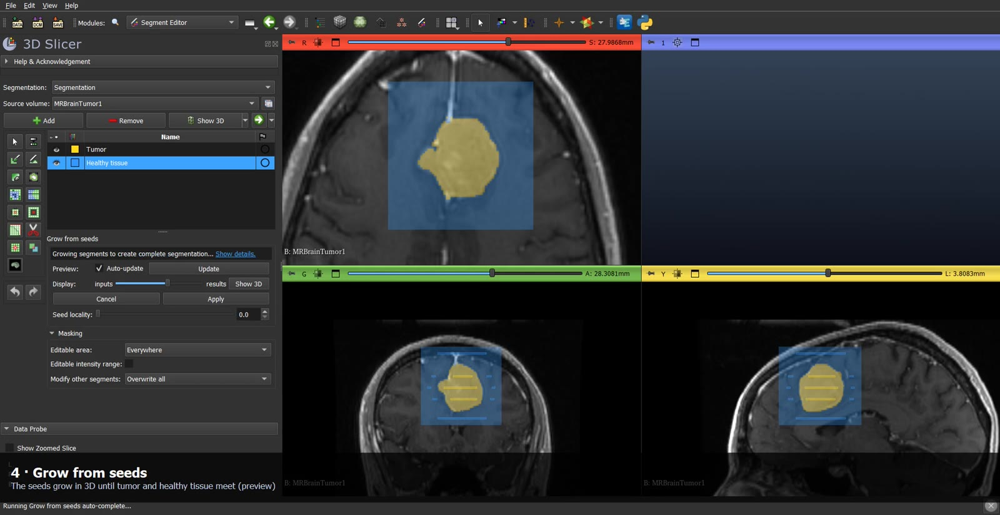 File Edit View Help
DATA DCM SAVE Modules: Segment Editor
3D Slicer
Help & Acknowledgement
Segmentation: Segmentation
Source volume: MRBrainTumor1
Add Remove Show 3D
Name
Tumor
Healthy tissue
Grow from seeds
Growing segments to create complete segmentation... Show details.
Preview: Auto-update Update
Display: inputs results Show 3D
Cancel Apply
Seed locality: 0.0
Masking
Editable area: Everywhere
Editable intensity range:
Modify other segments: Overwrite all
Data Probe
Show Zoomed Slice
L
4 · Grow from seeds
The seeds grow in 3D until tumor and healthy tissue meet (preview)
Running Grow from seeds auto-complete...
R S: 27.9868mm
B: MRBrainTumor1
1
G A: 28.3081mm
B: MRBrainTumor1
Y L: 3.8083mm
B: MRBrainTumor1